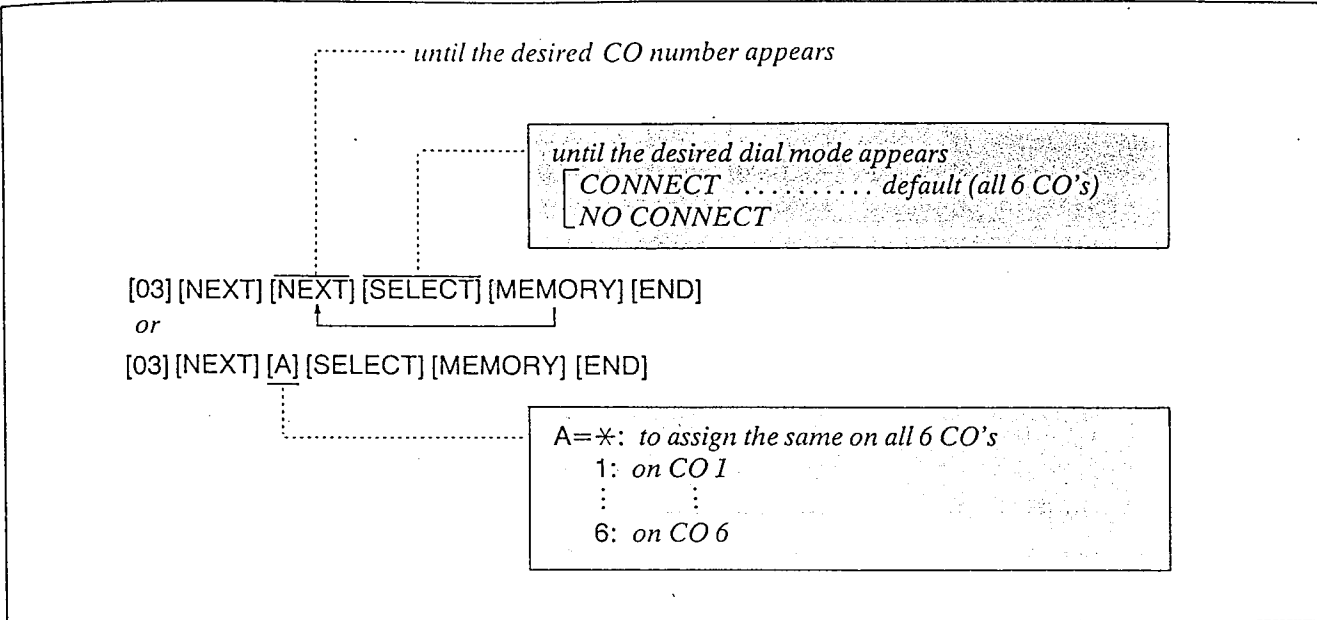 until the desired CO number appears
until the desired dial mode appears
CONNECT .......... default (all 6 CO's)
NO CONNECT
[03] [NEXT] [NEXT] [SELECT] [MEMORY] [END]
or
[03] [NEXT] [A] [SELECT] [MEMORY] [END]
A=*: to assign the same on all 6 CO's
1: on CO 1
⋮ ⋮
6: on CO 6